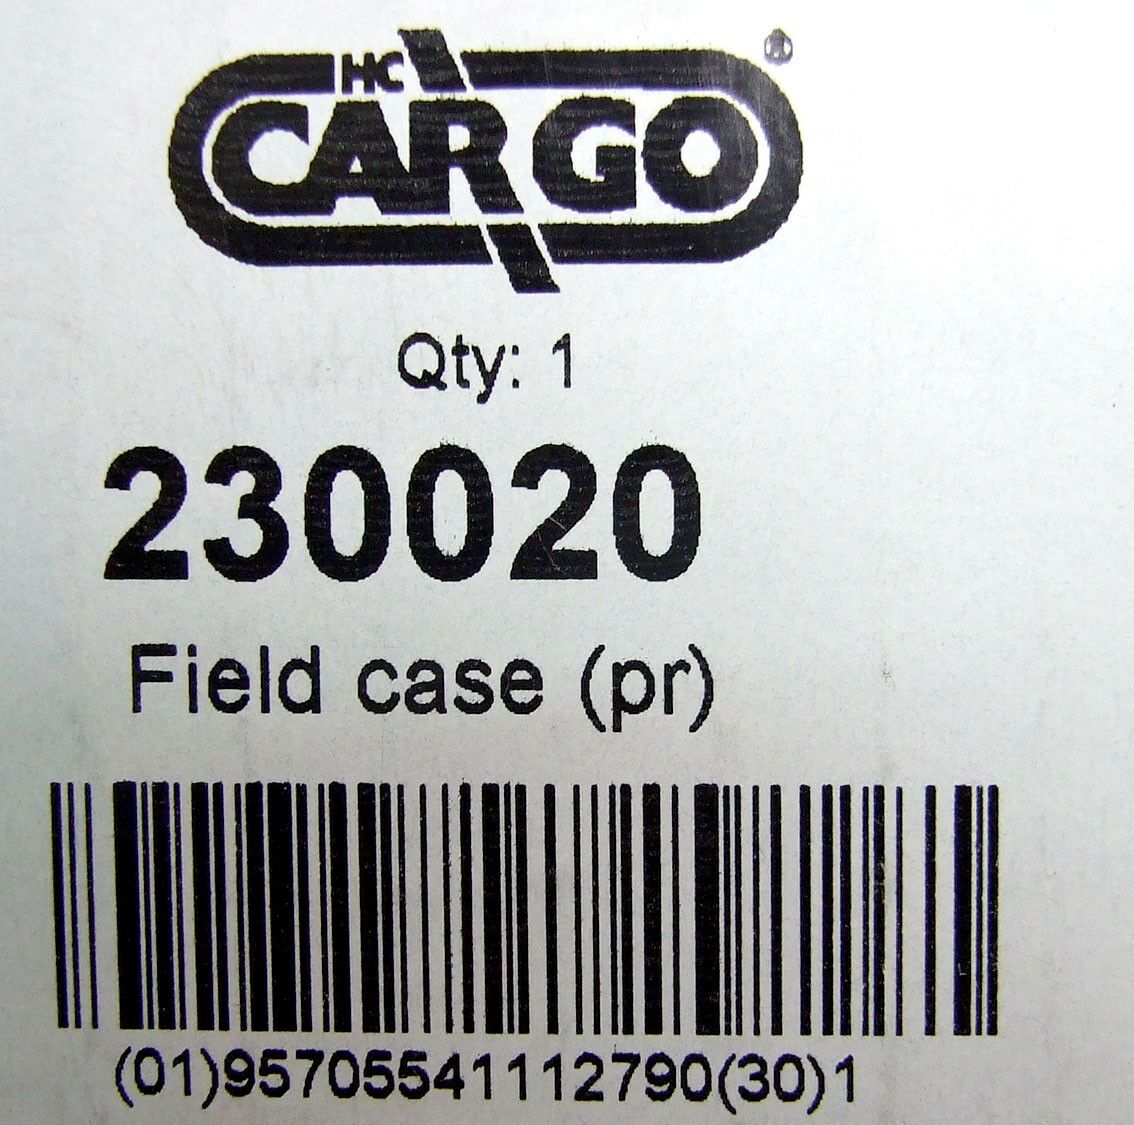 HC
CARGO®
Qty: 1
230020
Field case (pr)
(01)95705541112790(30)1